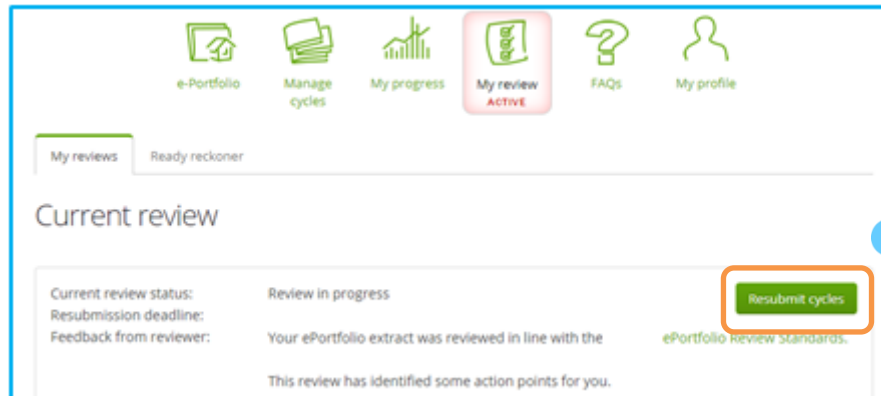 e-Portfolio
Manage cycles
My progress
My review
ACTIVE
FAQs
My profile
My reviews
Ready reckoner
Current review
Current review status: Review in progress
Resubmit cycles
Resubmission deadline:
Feedback from reviewer: Your ePortfolio extract was reviewed in line with the ePortfolio Review Standards.
This review has identified some action points for you.